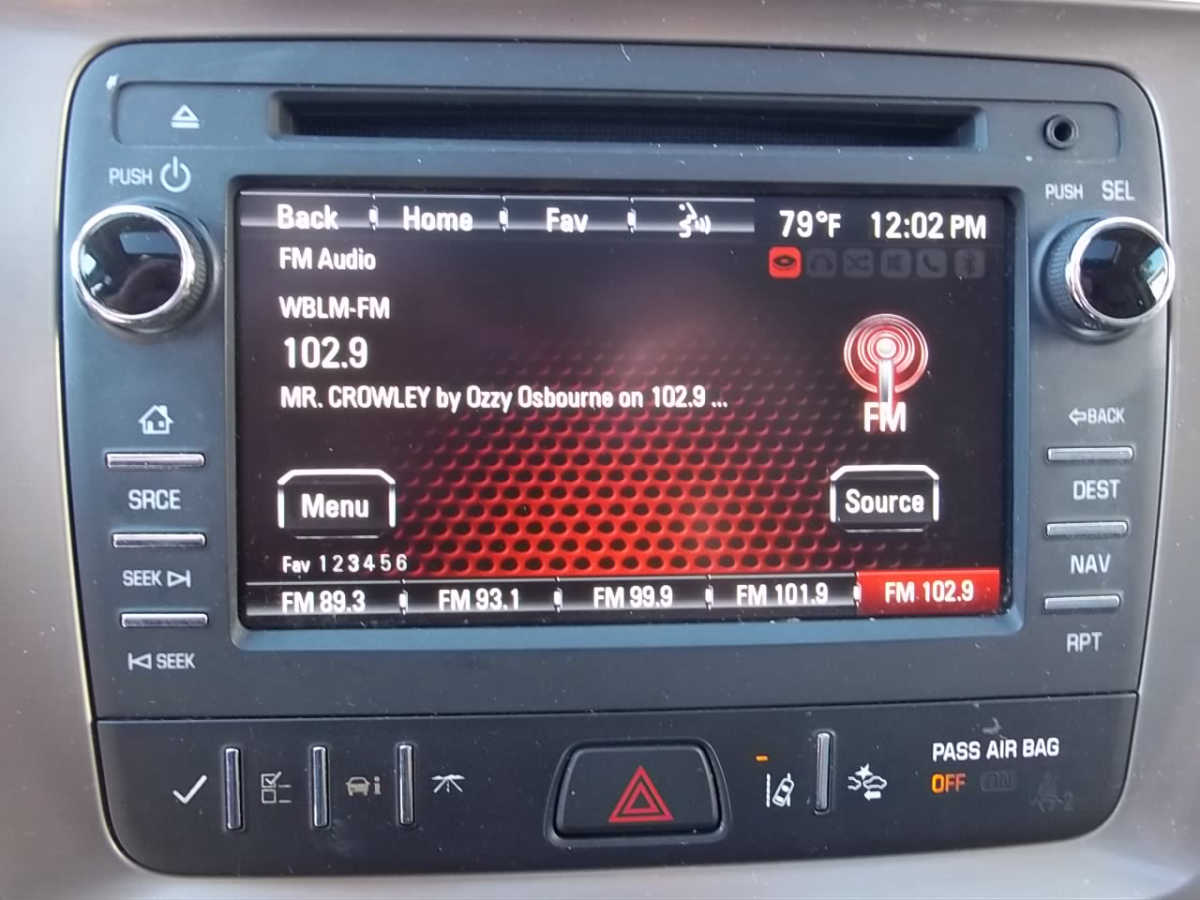 PUSH
PUSH SEL
Back Home Fav 79°F 12:02 PM
FM Audio
WBLM-FM
102.9
MR. CROWLEY by Ozzy Osbourne on 102.9 ...
FM
BACK
Menu Source
SRCE
DEST
SEEK
NAV
Fav 1 2 3 4 5 6
FM 89.3 FM 93.1 FM 99.9 FM 101.9 FM 102.9
SEEK
RPT
PASS AIR BAG
OFF ON
2